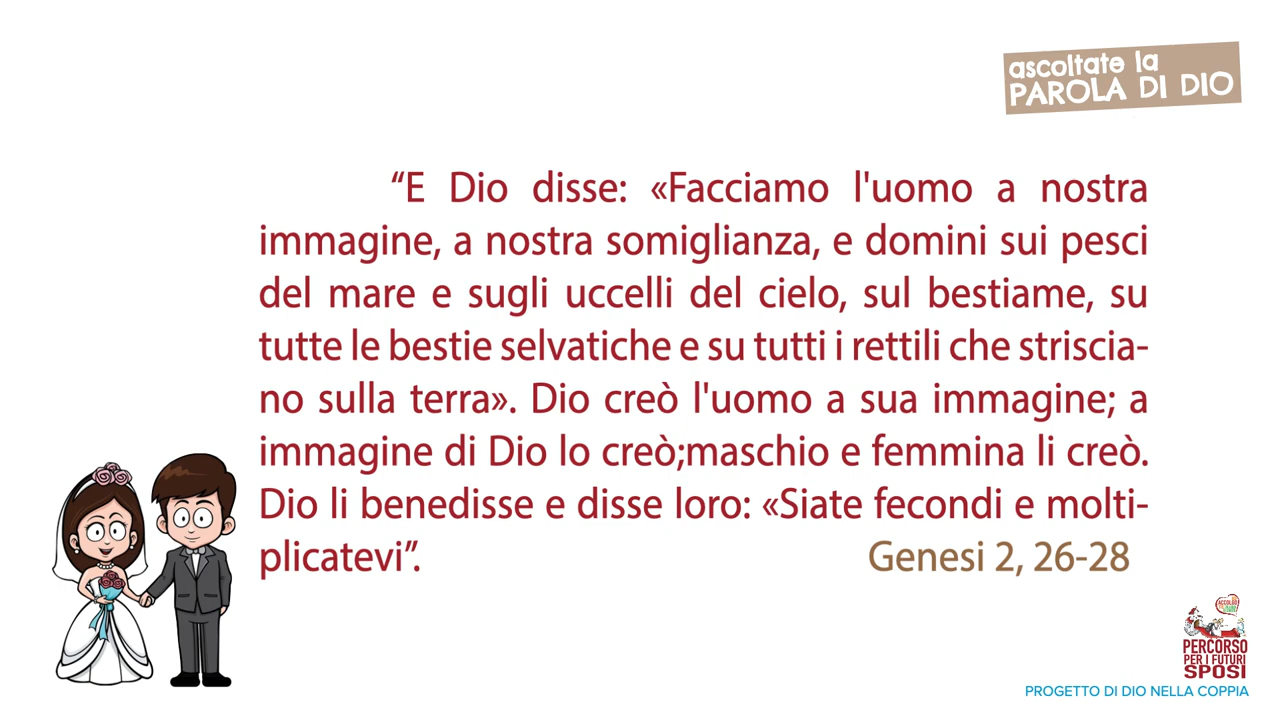 ascoltate la
PAROLA DI DIO
“E Dio disse: «Facciamo l'uomo a nostra
immagine, a nostra somiglianza, e domini sui pesci
del mare e sugli uccelli del cielo, sul bestiame, su
tutte le bestie selvatiche e su tutti i rettili che striscia-
no sulla terra». Dio creò l'uomo a sua immagine; a
immagine di Dio lo creò;maschio e femmina li creò.
Dio li benedisse e disse loro: «Siate fecondi e molti-
plicatevi”.
Genesi 2, 26-28
PERCORSO
PER I FUTURI
SPOSI
PROGETTO DI DIO NELLA COPPIA